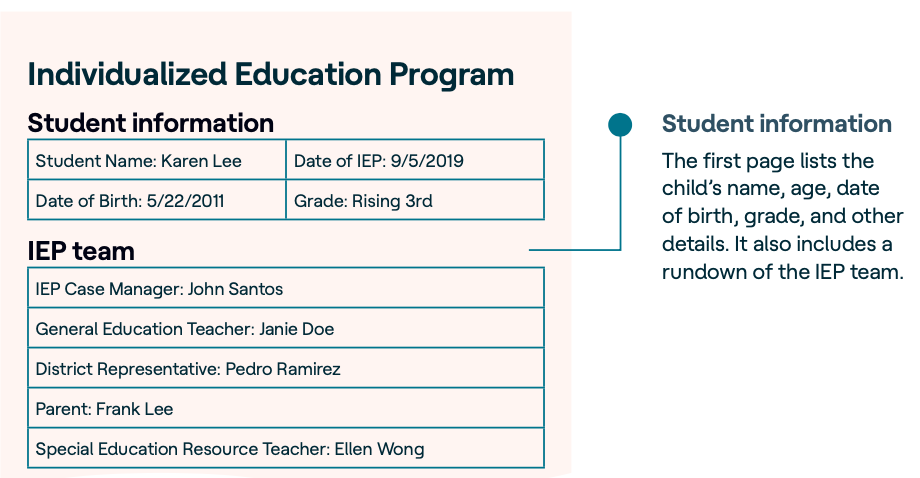 Individualized Education Program
Student information
Student Name: Karen Lee
Date of IEP: 9/5/2019
Date of Birth: 5/22/2011
Grade: Rising 3rd
IEP team
IEP Case Manager: John Santos
General Education Teacher: Janie Doe
District Representative: Pedro Ramirez
Parent: Frank Lee
Special Education Resource Teacher: Ellen Wong
Student information
The first page lists the
child’s name, age, date
of birth, grade, and other
details. It also includes a
rundown of the IEP team.